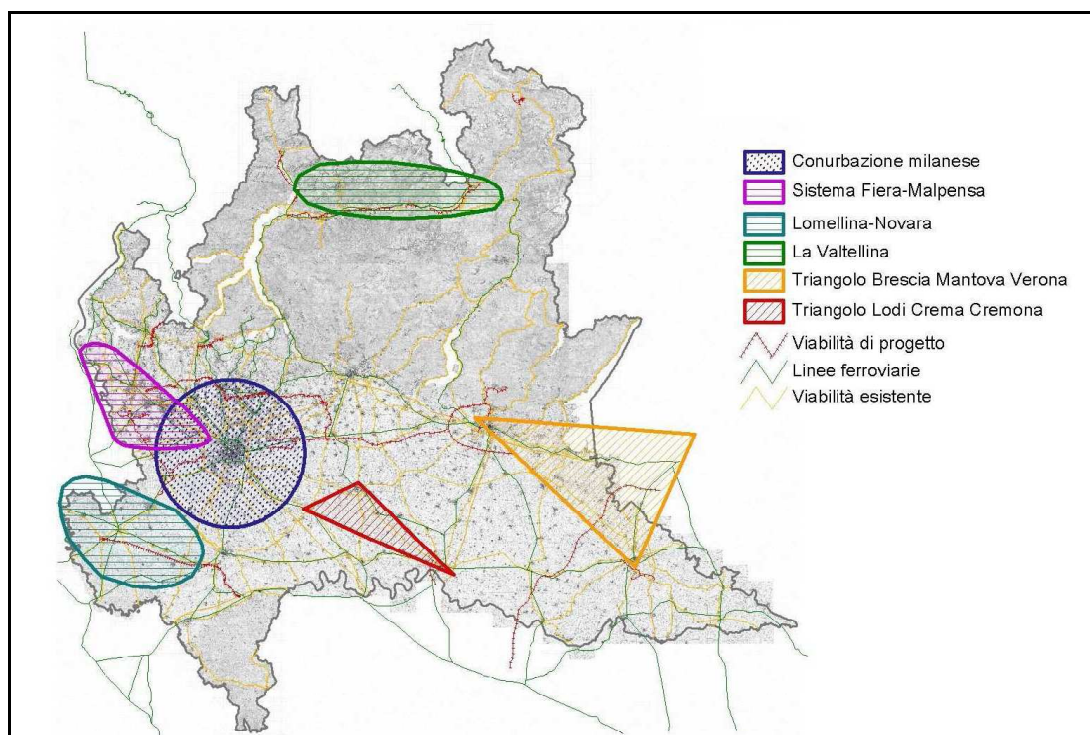 Conurbazione milanese
Sistema Fiera-Malpensa
Lomellina-Novara
La Valtellina
Triangolo Brescia Mantova Verona
Triangolo Lodi Crema Cremona
Viabilità di progetto
Linee ferroviarie
Viabilità esistente